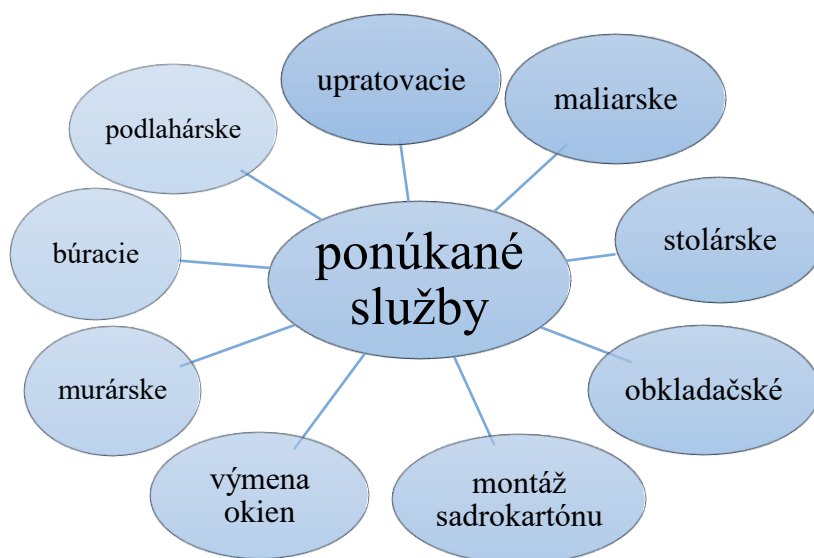 upratovacie
maliarske
podlahárske
stolárske
búracie
ponúkané
služby
murárske
obkladačské
výmena
okien
montáž
sadrokartónu